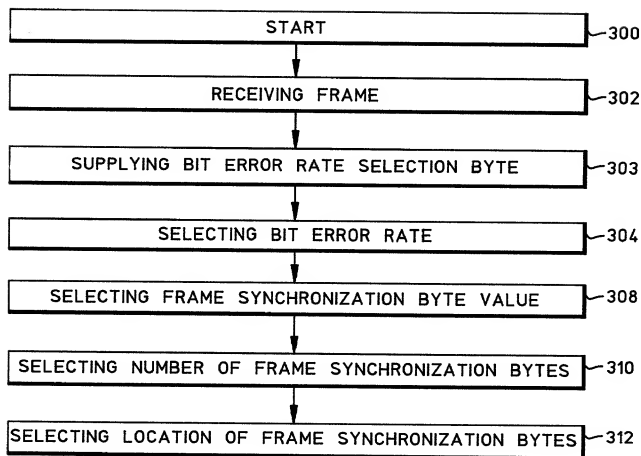 START
300
RECEIVING FRAME
302
SUPPLYING BIT ERROR RATE SELECTION BYTE
303
SELECTING BIT ERROR RATE
304
SELECTING FRAME SYNCHRONIZATION BYTE VALUE
308
SELECTING NUMBER OF FRAME SYNCHRONIZATION BYTES
310
SELECTING LOCATION OF FRAME SYNCHRONIZATION BYTES
312